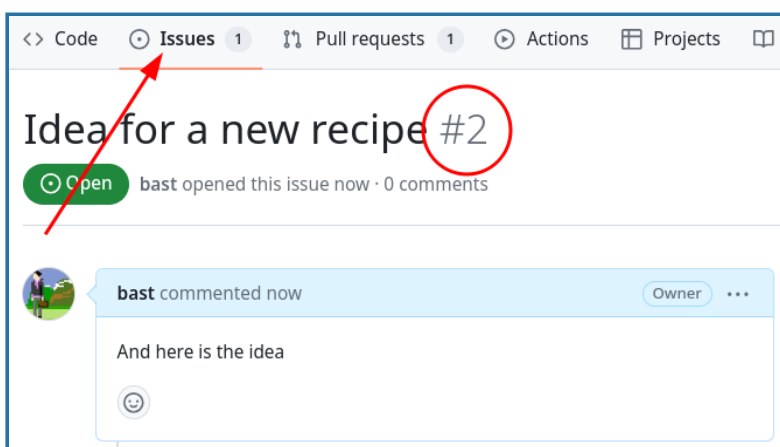 <> Code Issues 1 Pull requests 1 Actions Projects
Idea for a new recipe #2
Open bast opened this issue now · 0 comments
bast commented now Owner ...
And here is the idea